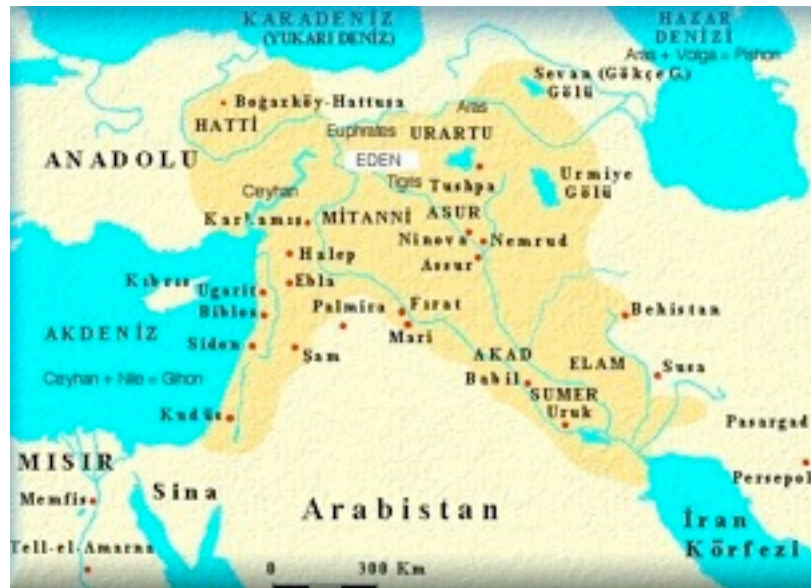 KARADENİZ
(YUKARI DENİZ)
HAZAR
DENİZİ
Aras + Volga = Pishon
Sevan (Gökçe G.)
Gölü
Boğazköy-Hattusa
HATTİ
Aras
Euphrates
URARTU
ANADOLU
EDEN
Tigris
Tushpa
Urmiye
Gölü
Ceyhan
Karkamış
MİTANNİ
ASUR
Ninova
Nemrud
Halep
Assur
Kıbrıs
Ebla
Ugarit
Biblos
Palmira
Fırat
Behistan
AKDENİZ
Mari
Sidon
Şam
AKAD
ELAM
Susa
Ceyhan + Nile = Gihon
Babil
SUMER
Kudüs
Uruk
Pasargad
MISIR
Sina
Persepol
Memfis
Arabistan
İran
Körfezi
Tell-el-Amarna
0 300 Km